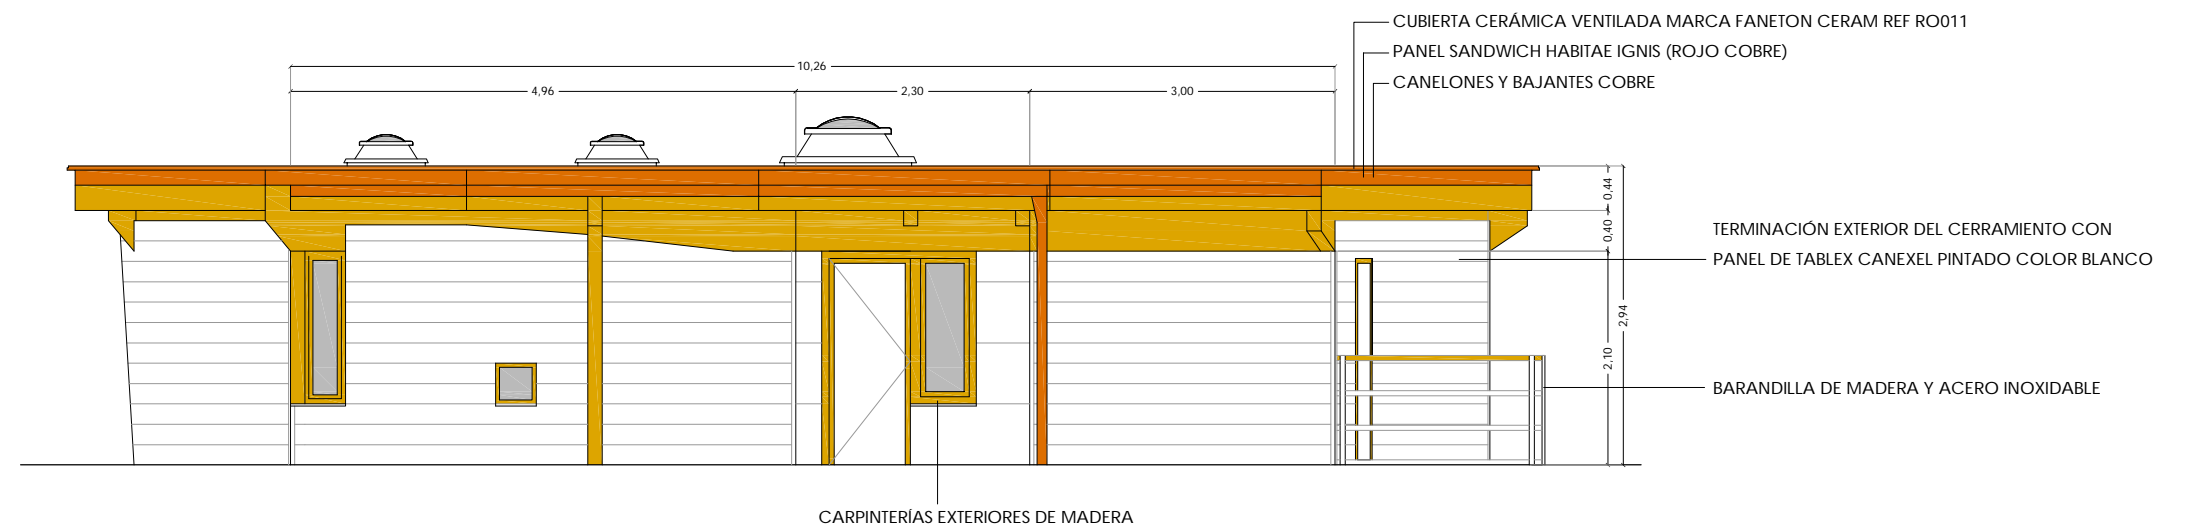 CUBIERTA CERÁMICA VENTILADA MARCA FANETON CERAM REF RO011
PANEL SANDWICH HABITAE IGNIS (ROJO COBRE)
CANELONES Y BAJANTES COBRE
10,26
4,96
2,30
3,00
0,44
0,40
2,94
2,10
TERMINACIÓN EXTERIOR DEL CERRAMIENTO CON
PANEL DE TABLEX CANEXEL PINTADO COLOR BLANCO
BARANDILLA DE MADERA Y ACERO INOXIDABLE
CARPINTERÍAS EXTERIORES DE MADERA